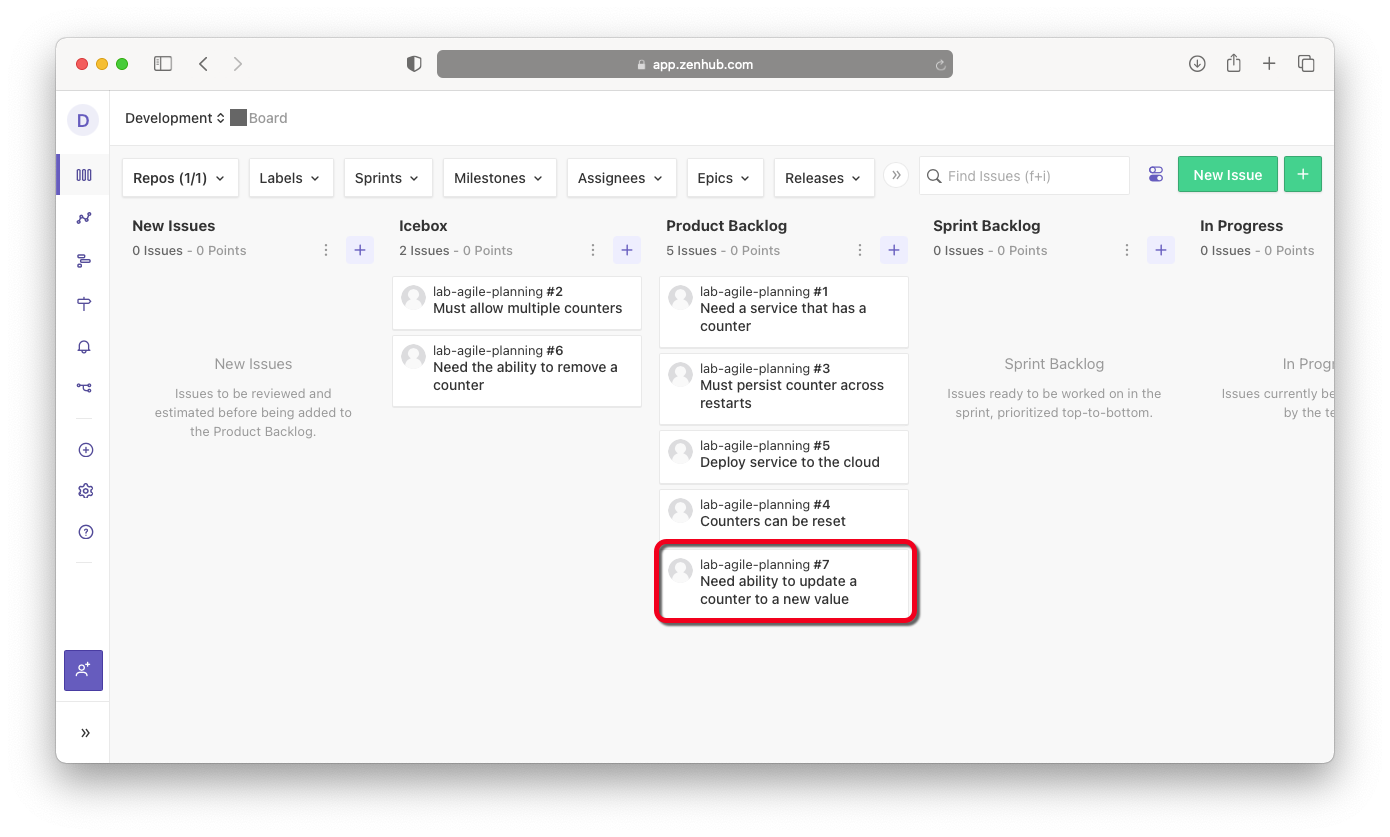 app.zenhub.com
D
Development Board
Repos (1/1) Labels Sprints Milestones Assignees Epics Releases » Find Issues (f+i) New Issue +
New Issues
0 Issues - 0 Points
New Issues
Issues to be reviewed and
estimated before being added to
the Product Backlog.
Icebox
2 Issues - 0 Points
lab-agile-planning #2
Must allow multiple counters
lab-agile-planning #6
Need the ability to remove a
counter
Product Backlog
5 Issues - 0 Points
lab-agile-planning #1
Need a service that has a
counter
lab-agile-planning #3
Must persist counter across
restarts
lab-agile-planning #5
Deploy service to the cloud
lab-agile-planning #4
Counters can be reset
lab-agile-planning #7
Need ability to update a
counter to a new value
Sprint Backlog
0 Issues - 0 Points
Sprint Backlog
Issues ready to be worked on in the
sprint, prioritized top-to-bottom.
In Progress
0 Issues - 0 Points
In Progr
Issues currently be
by the te